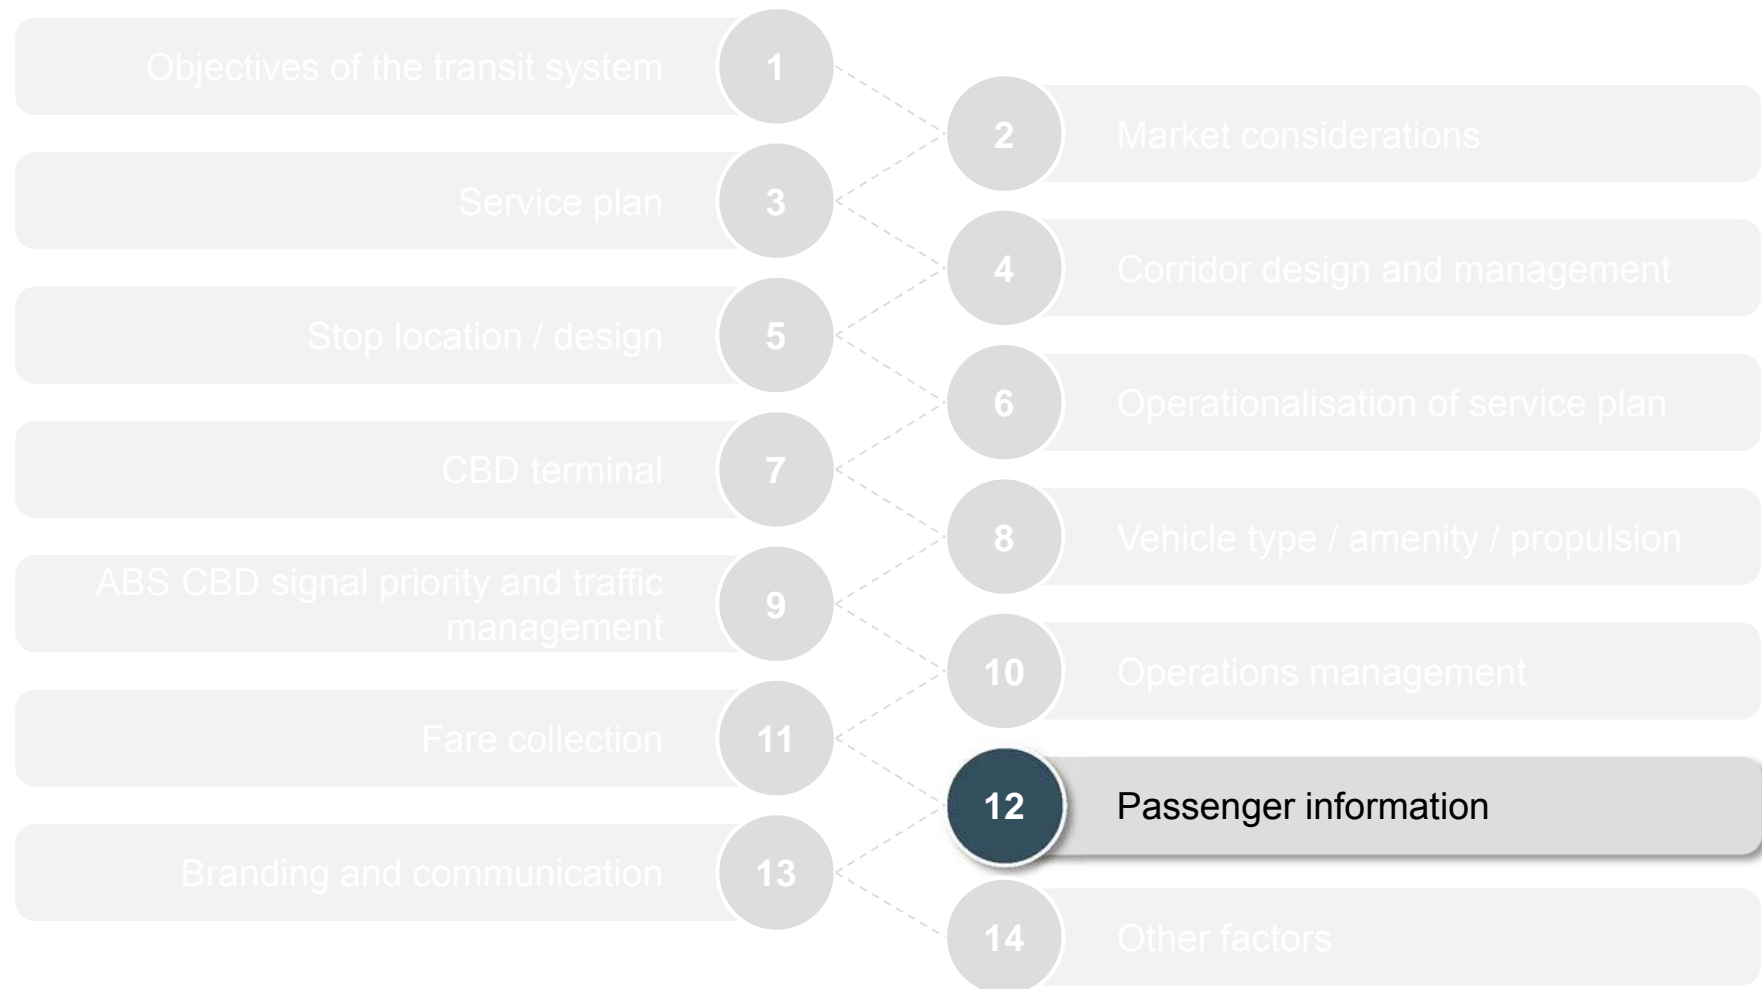 Objectives of the transit system
1
2
Market considerations
Service plan
3
4
Corridor design and management
Stop location / design
5
6
Operationalisation of service plan
CBD terminal
7
8
Vehicle type / amenity / propulsion
ABS CBD signal priority and traffic
management
9
10
Operations management
Fare collection
11
12
Passenger information
Branding and communication
13
14
Other factors